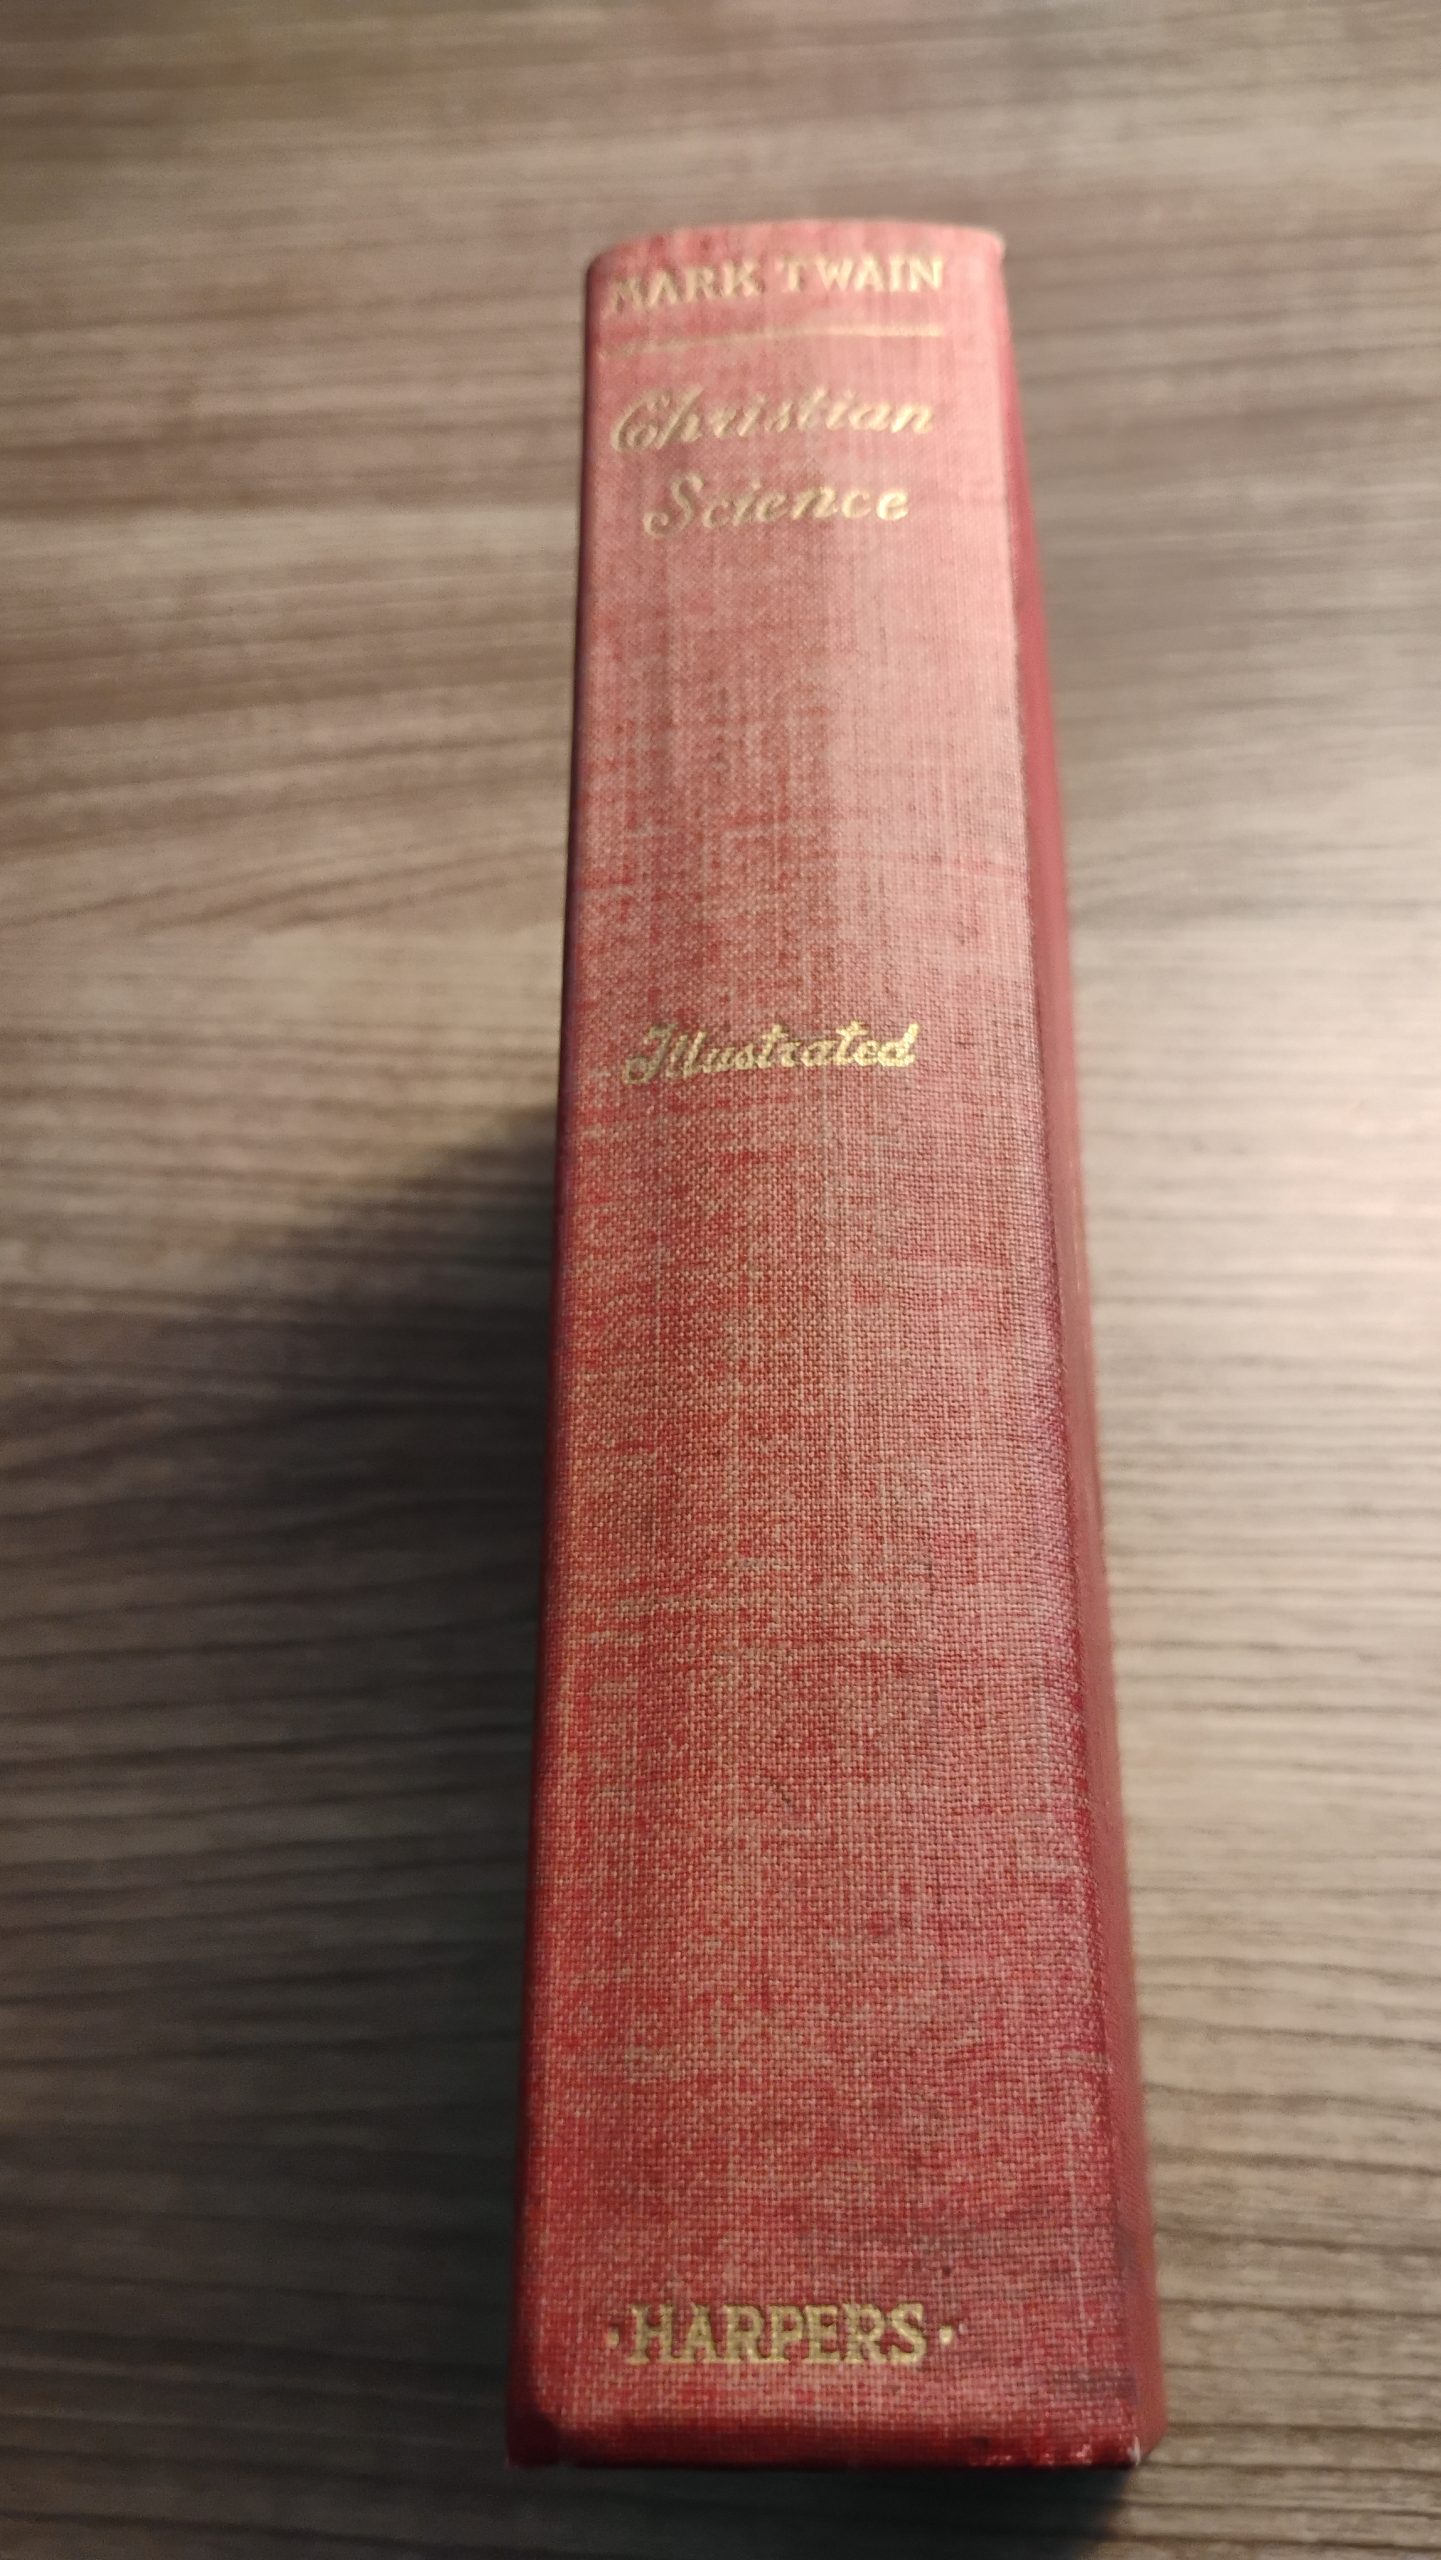 MARK TWAIN
Christian
Science
Illustrated
·HARPERS·